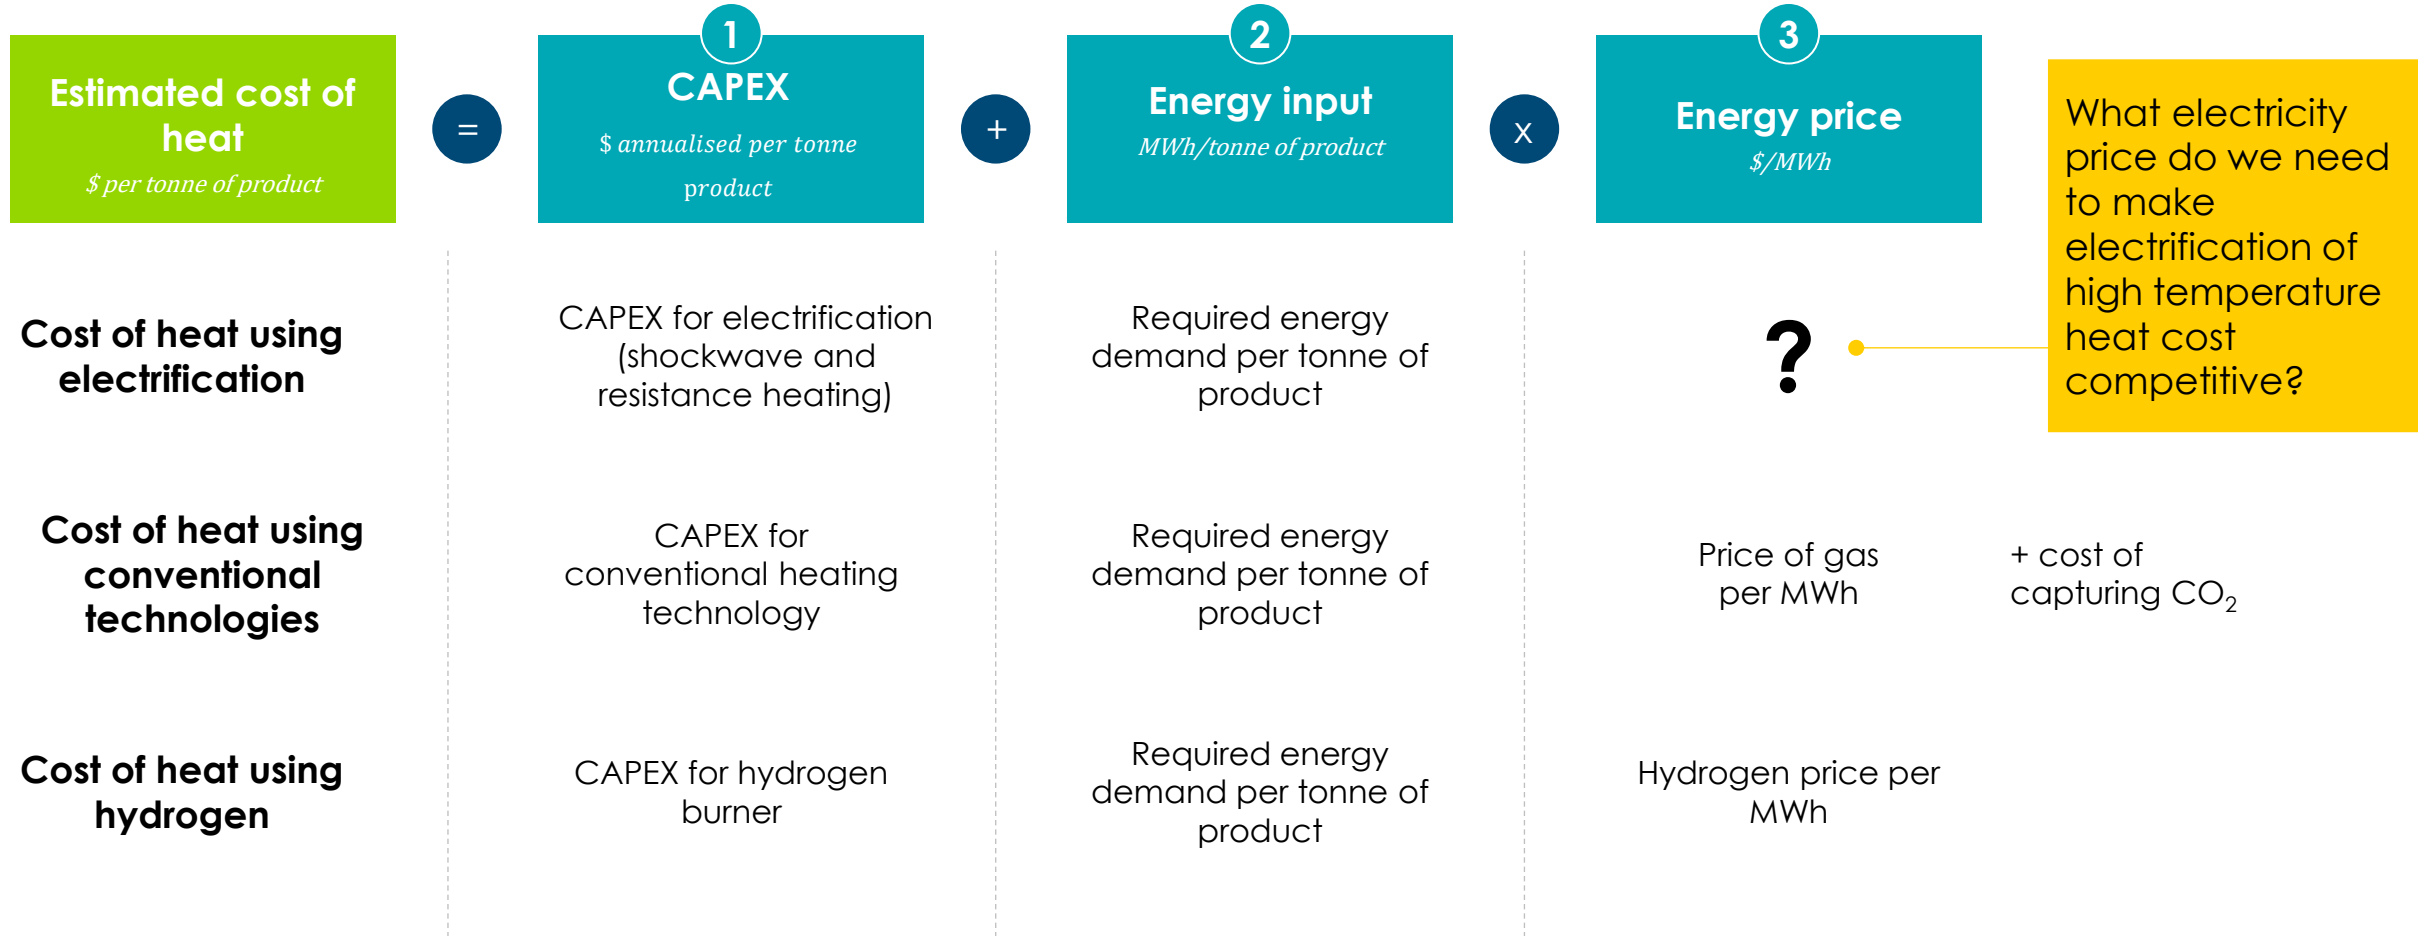 1
2
3
Estimated cost of
heat
$ per tonne of product
=
CAPEX
$ annualised per tonne
product
+
Energy input
MWh/tonne of product
x
Energy price
$/MWh
What electricity
price do we need
to make
electrification of
high temperature
heat cost
competitive?
Cost of heat using
electrification
CAPEX for electrification
(shockwave and
resistance heating)
Required energy
demand per tonne of
product
?
Cost of heat using
conventional
technologies
CAPEX for
conventional heating
technology
Required energy
demand per tonne of
product
Price of gas
per MWh
+ cost of
capturing CO₂
Cost of heat using
hydrogen
CAPEX for hydrogen
burner
Required energy
demand per tonne of
product
Hydrogen price per
MWh